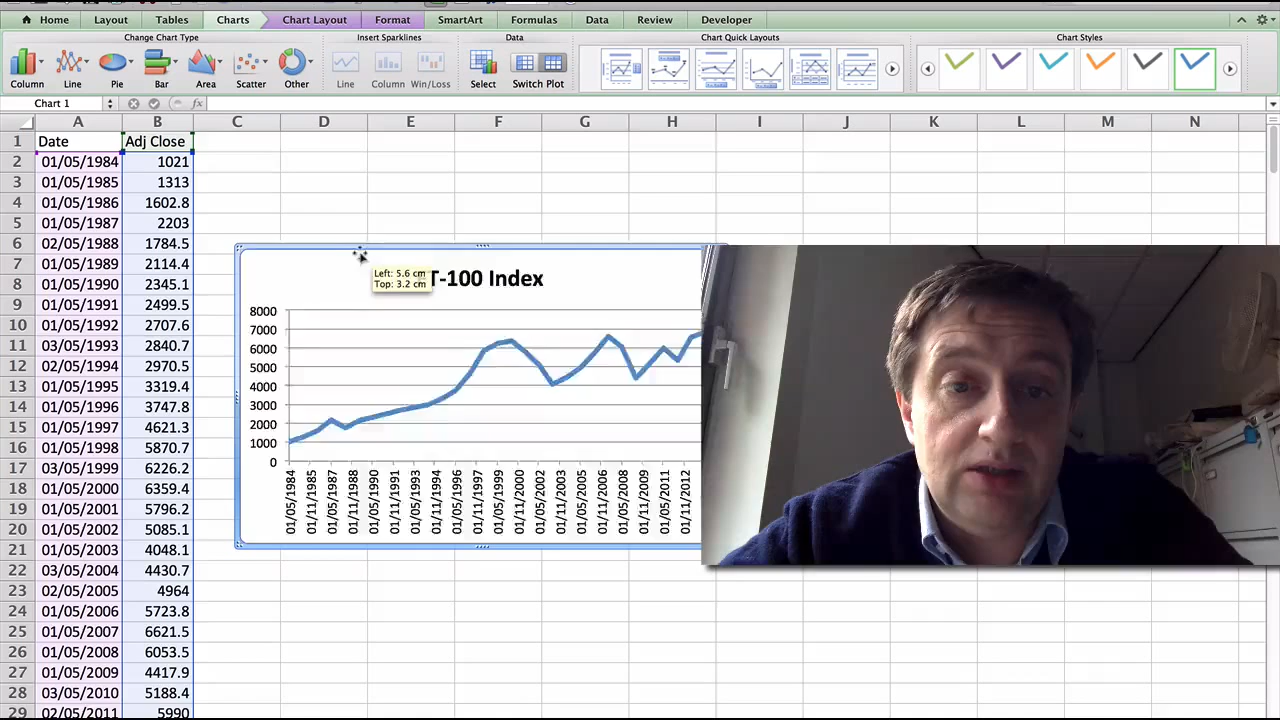 Home Layout Tables Charts Chart Layout Format SmartArt Formulas Data Review Developer
Change Chart Type Insert Sparklines Data Chart Quick Layouts Chart Styles
Column Line Pie Bar Area Scatter Other Line Column Win/Loss Select Switch Plot
Chart 1 fx
A B C D E F G H I J K L M N
1 Date Adj Close
2 01/05/1984 1021
3 01/05/1985 1313
4 01/05/1986 1602.8
5 01/05/1987 2203
6 02/05/1988 1784.5
7 01/05/1989 2114.4
8 01/05/1990 2345.1
9 01/05/1991 2499.5
10 01/05/1992 2707.6
11 03/05/1993 2840.7
12 02/05/1994 2970.5
13 01/05/1995 3319.4
14 01/05/1996 3747.8
15 01/05/1997 4621.3
16 01/05/1998 5870.7
17 03/05/1999 6226.2
18 01/05/2000 6359.4
19 01/05/2001 5796.2
20 01/05/2002 5085.1
21 01/05/2003 4048.1
22 03/05/2004 4430.7
23 02/05/2005 4964
24 01/05/2006 5723.8
25 01/05/2007 6621.5
26 01/05/2008 6053.5
27 01/05/2009 4417.9
28 03/05/2010 5188.4
29 02/05/2011 5990
T-100 Index
Left: 5.6 cm
Top: 3.2 cm
8000
7000
6000
5000
4000
3000
2000
1000
0
01/05/1984
01/11/1985
01/05/1987
01/11/1988
01/05/1990
01/11/1991
01/05/1993
01/11/1994
01/05/1996
01/11/1997
01/05/1999
01/11/2000
01/05/2002
01/11/2003
01/05/2005
01/11/2006
01/05/2008
01/11/2009
01/05/2011
01/11/2012